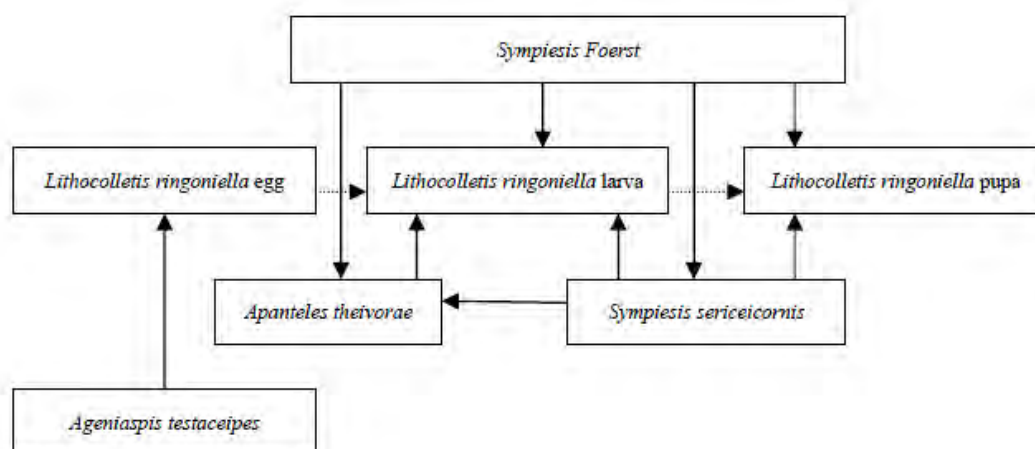 Sympiesis Foerst
Lithocolletis ringoniella egg
Lithocolletis ringoniella larva
Lithocolletis ringoniella pupa
Apanteles theivorae
Sympiesis sericeicornis
Ageniaspis testaceipes